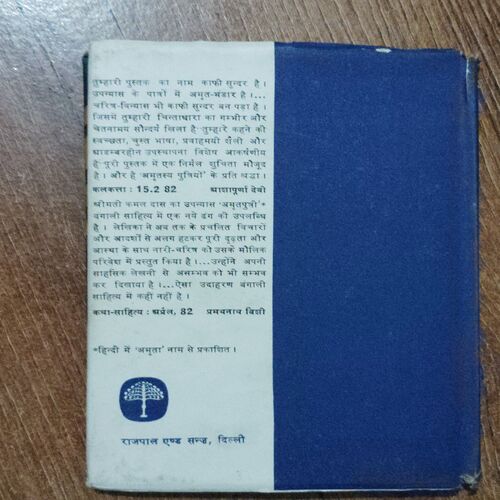 तुम्हारी पुस्तक का नाम काफी सुन्दर है।
उपन्यास के पात्रों में अमृत-भंडार है।...
चरित्र-विन्यास भी काफी सुन्दर बन पड़ा है।
जिसमें तुम्हारी चिन्ताधारा का गम्भीर और
चेतनामय सौन्दर्य खिला है-तुम्हारे कहने की
स्वच्छता, चुस्त भाषा, प्रवाहमयी शैली और
आडम्बरहीन उपस्थापना विशेष आकर्षणीय
है-पूरी पुस्तक में एक निर्मल शुचिता मौजूद
है। और है 'अमृतस्य पुत्रियों' के प्रति श्रद्धा।
कलकत्ता : 15.2 82 आशापूर्णा देवी
श्रीमती कमल दास का उपन्यास 'अमृतपुत्री'*
बंगाली साहित्य में एक नये ढंग की उपलब्धि
है। लेखिका ने अब तक के प्रचलित विचारों
और आदर्शों से अलग हटकर पूरी दृढ़ता और
आस्था के साथ नारी-चरित्र को उसके मौलिक
परिवेश में प्रस्तुत किया है।...उन्होंने अपनी
साहसिक लेखनी से असम्भव को भी सम्भव
कर दिखाया है।...ऐसा उदाहरण बंगाली
साहित्य में कहीं नहीं है।
कथा-साहित्य : अप्रैल, 82 प्रमथनाथ बिशी
*हिन्दी में 'अमृता' नाम से प्रकाशित।
राजपाल एण्ड सन्ज़, दिल्ली